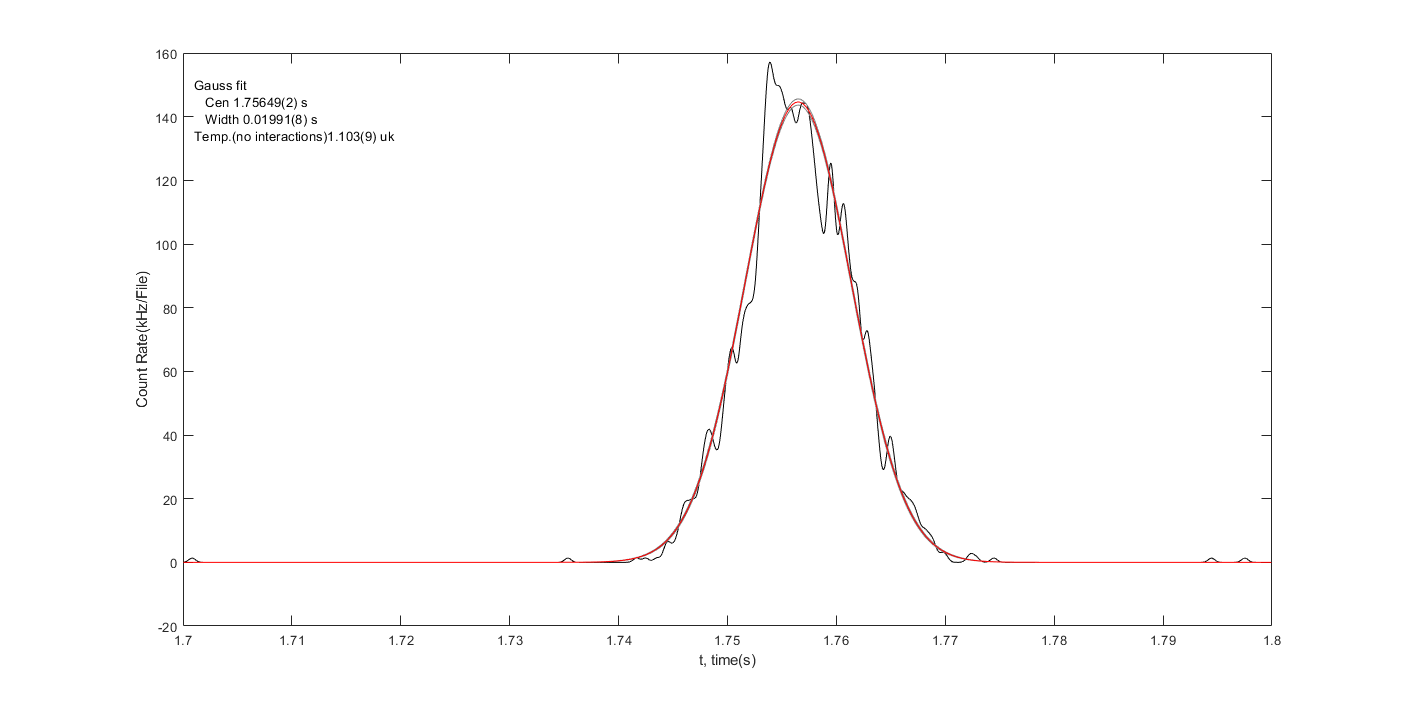 160
140
120
100
80
60
40
20
0
-20
Count Rate(kHz/File)
Gauss fit
Cen 1.75649(2) s
Width 0.01991(8) s
Temp.(no interactions)1.103(9) uk
1.7 1.71 1.72 1.73 1.74 1.75 1.76 1.77 1.78 1.79 1.8
t, time(s)